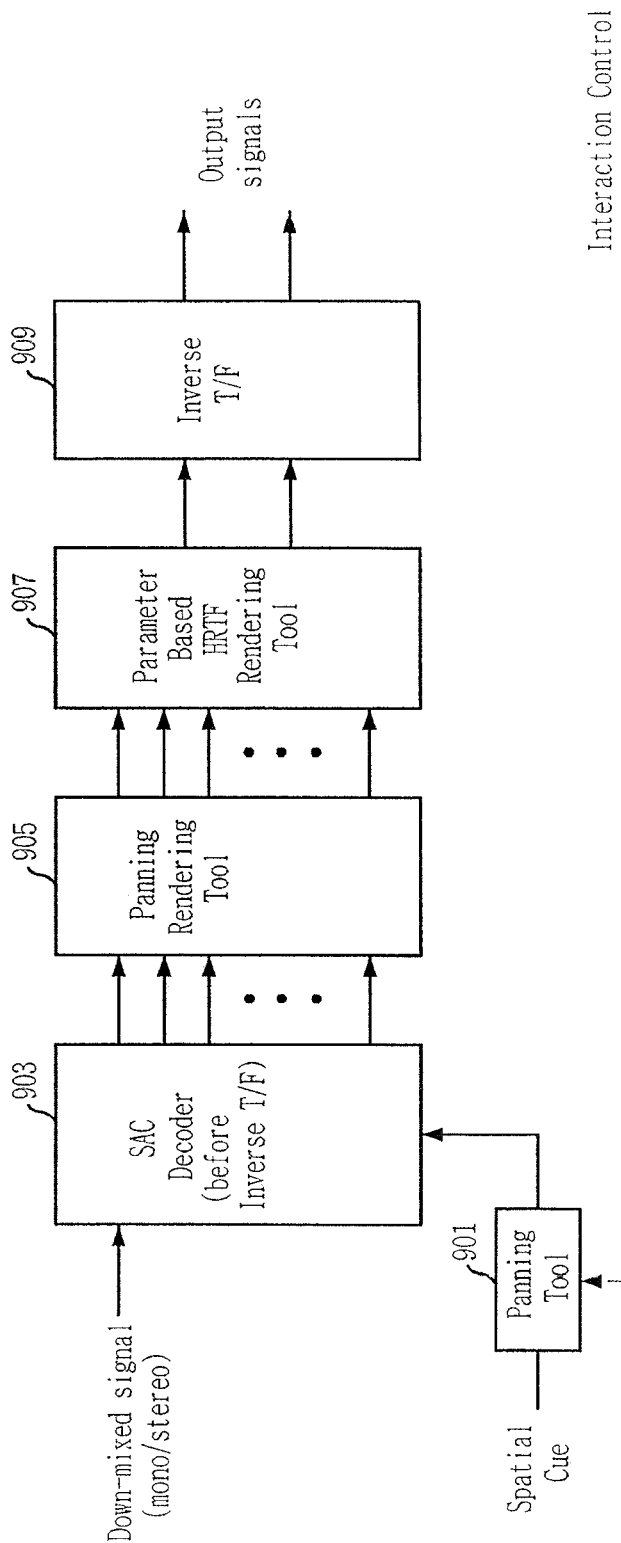 Down-mixed signal
(mono/stereo)
903
SAC
Decoder
(before
Inverse T/F)
905
Panning
Rendering
Tool
907
Parameter
Based
HRTF
Rendering
Tool
909
Inverse
T/F
Output
signals
Spatial
Cue
901
Panning
Tool
Interaction Control